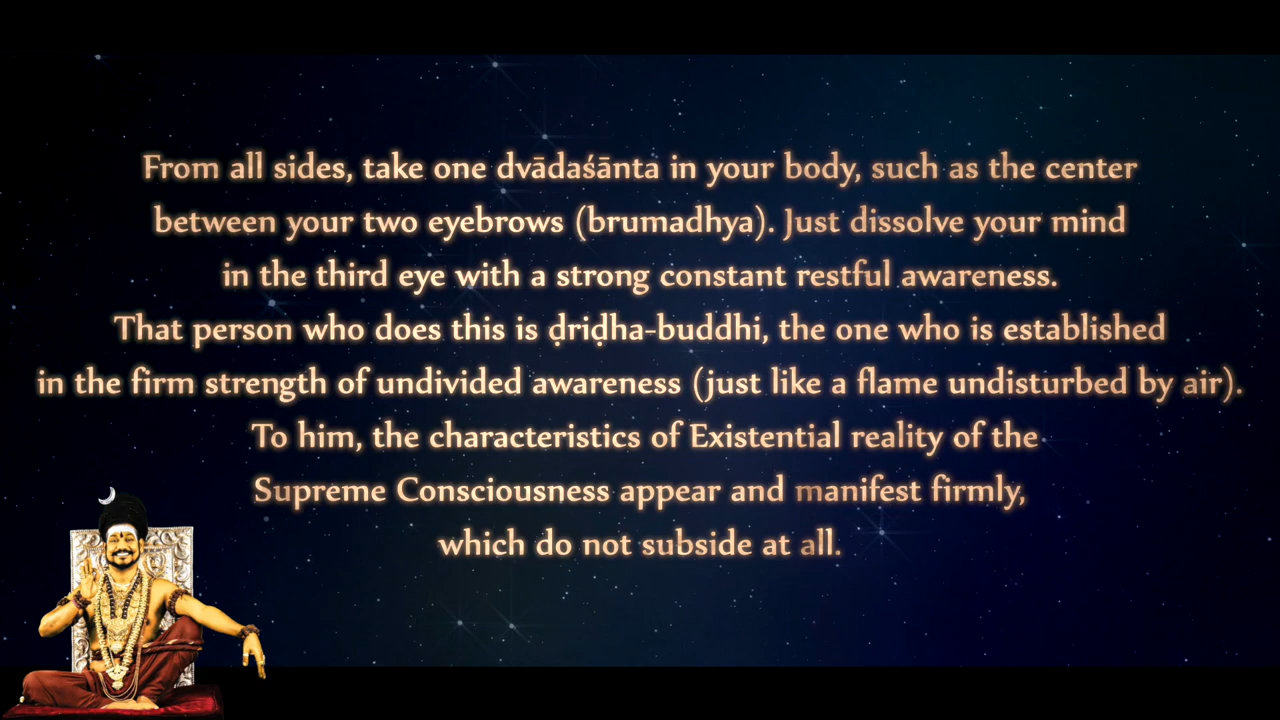 From all sides, take one dvādaśānta in your body, such as the center
between your two eyebrows (brumadhya). Just dissolve your mind
in the third eye with a strong constant restful awareness.
That person who does this is ḍriḍha-buddhi, the one who is established
in the firm strength of undivided awareness (just like a flame undisturbed by air).
To him, the characteristics of Existential reality of the
Supreme Consciousness appear and manifest firmly,
which do not subside at all.